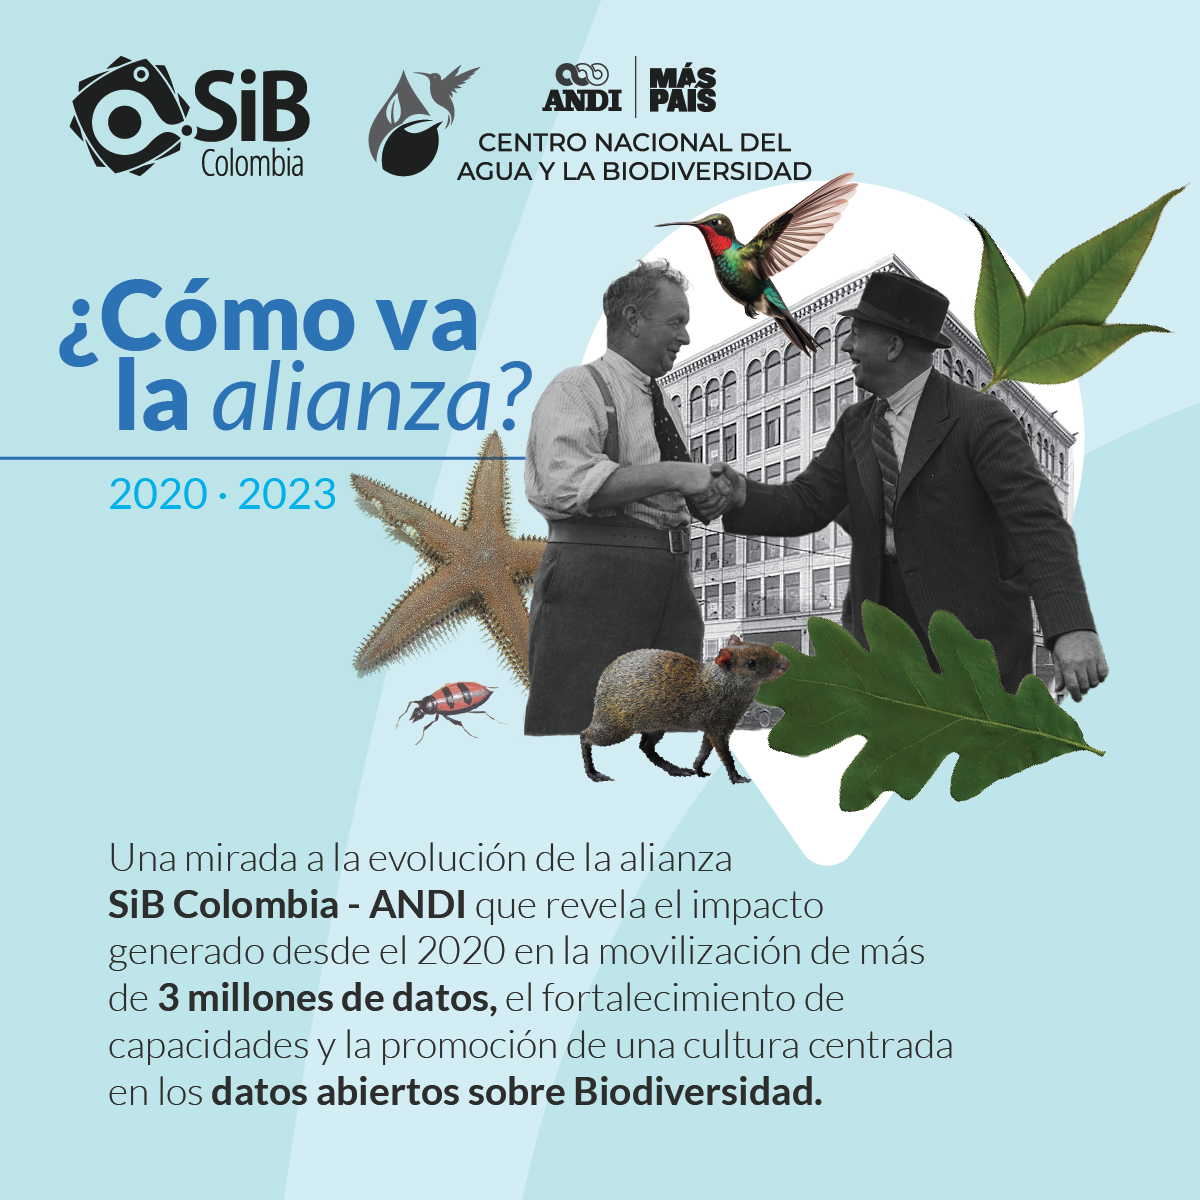 SiB
Colombia
ANDI
MÁS
PAÍS
CENTRO NACIONAL DEL
AGUA Y LA BIODIVERSIDAD
¿Cómo va
la alianza?
2020 · 2023
Una mirada a la evolución de la alianza
SiB Colombia - ANDI que revela el impacto
generado desde el 2020 en la movilización de más
de 3 millones de datos, el fortalecimiento de
capacidades y la promoción de una cultura centrada
en los datos abiertos sobre Biodiversidad.